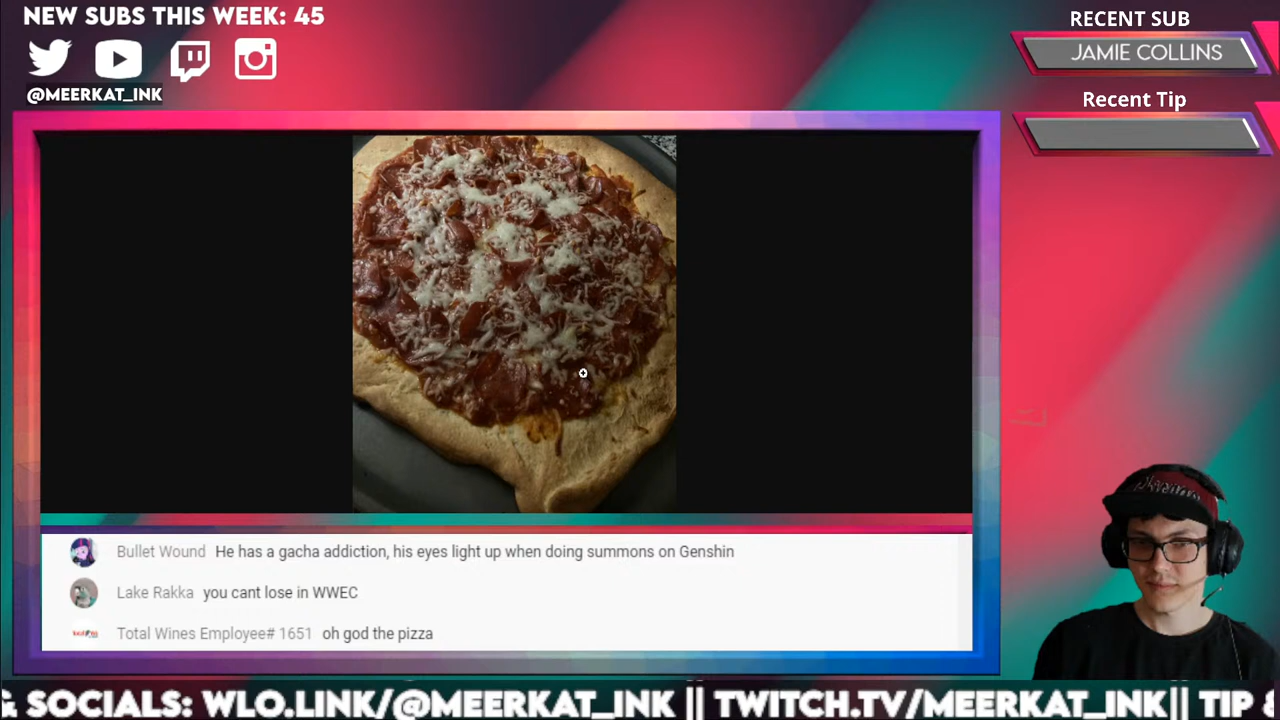 NEW SUBS THIS WEEK: 45
@MEERKAT_INK
RECENT SUB
JAMIE COLLINS
Recent Tip
Bullet Wound He has a gacha addiction, his eyes light up when doing summons on Genshin
Lake Rakka you cant lose in WWEC
Total Wines Employee# 1651 oh god the pizza
& SOCIALS: WLO.LINK/@MEERKAT_INK || TWITCH.TV/MEERKAT_INK|| TIP &